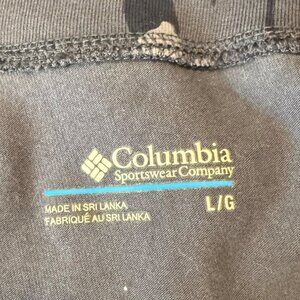 Columbia
Sportswear Company
MADE IN SRI LANKA
FABRIQUÉ AU SRI LANKA
L/G